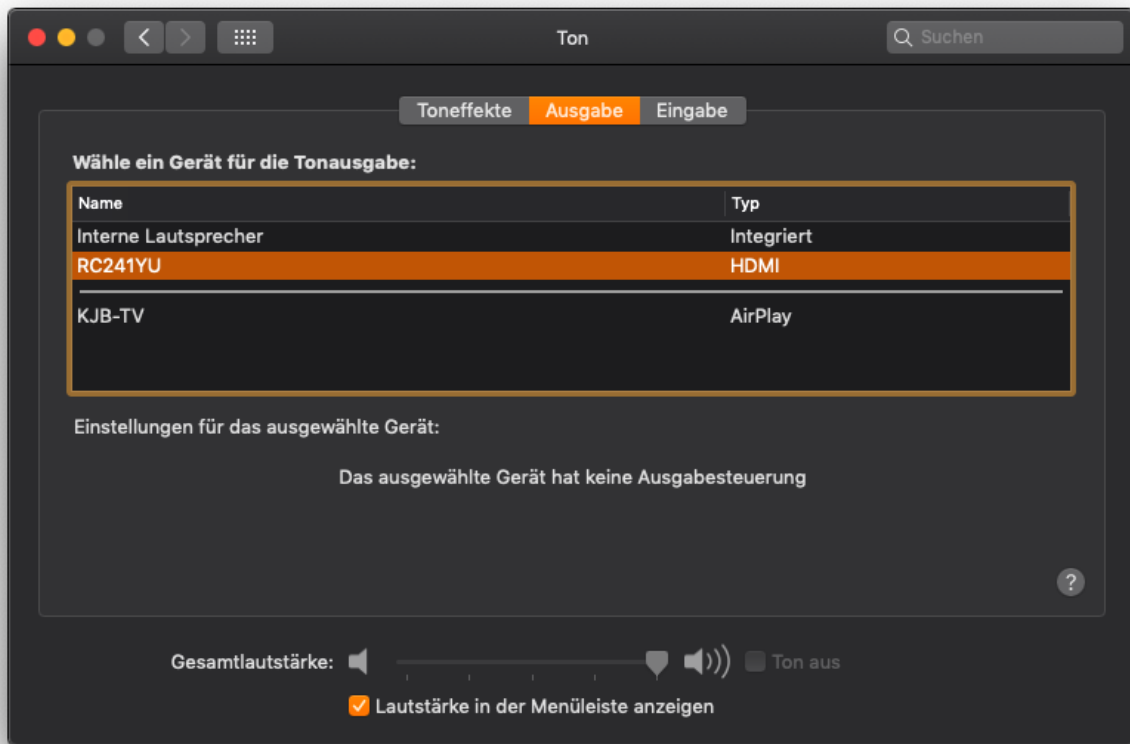 Ton
Suchen
Toneffekte Ausgabe Eingabe
Wähle ein Gerät für die Tonausgabe:
Name Typ
Interne Lautsprecher Integriert
RC241YU HDMI
KJB-TV AirPlay
Einstellungen für das ausgewählte Gerät:
Das ausgewählte Gerät hat keine Ausgabesteuerung
?
Gesamtlautstärke: Ton aus
Lautstärke in der Menüleiste anzeigen